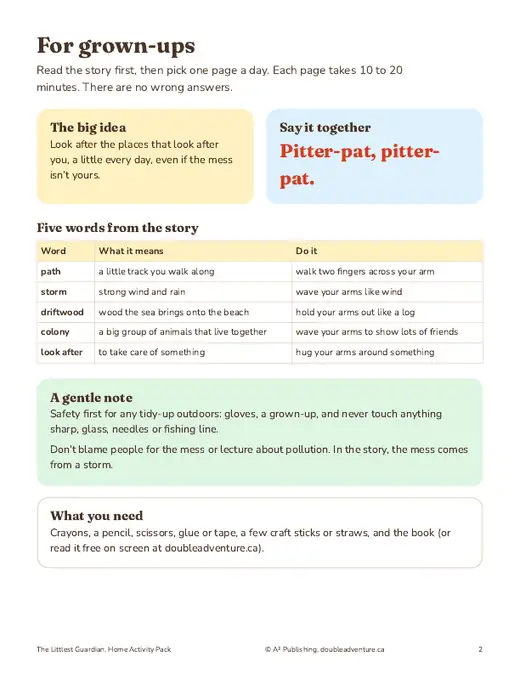 For grown-ups
Read the story first, then pick one page a day. Each page takes 10 to 20
minutes. There are no wrong answers.
The big idea
Look after the places that look after
you, a little every day, even if the mess
isn't yours.
Say it together
Pitter-pat, pitter-
pat.
Five words from the story
Word What it means Do it
path a little track you walk along walk two fingers across your arm
storm strong wind and rain wave your arms like wind
driftwood wood the sea brings onto the beach hold your arms out like a log
colony a big group of animals that live together wave your arms to show lots of friends
look after to take care of something hug your arms around something
A gentle note
Safety first for any tidy-up outdoors: gloves, a grown-up, and never touch anything
sharp, glass, needles or fishing line.
Don't blame people for the mess or lecture about pollution. In the story, the mess comes
from a storm.
What you need
Crayons, a pencil, scissors, glue or tape, a few craft sticks or straws, and the book (or
read it free on screen at doubleadventure.ca).
The Littlest Guardian, Home Activity Pack © A² Publishing, doubleadventure.ca 2